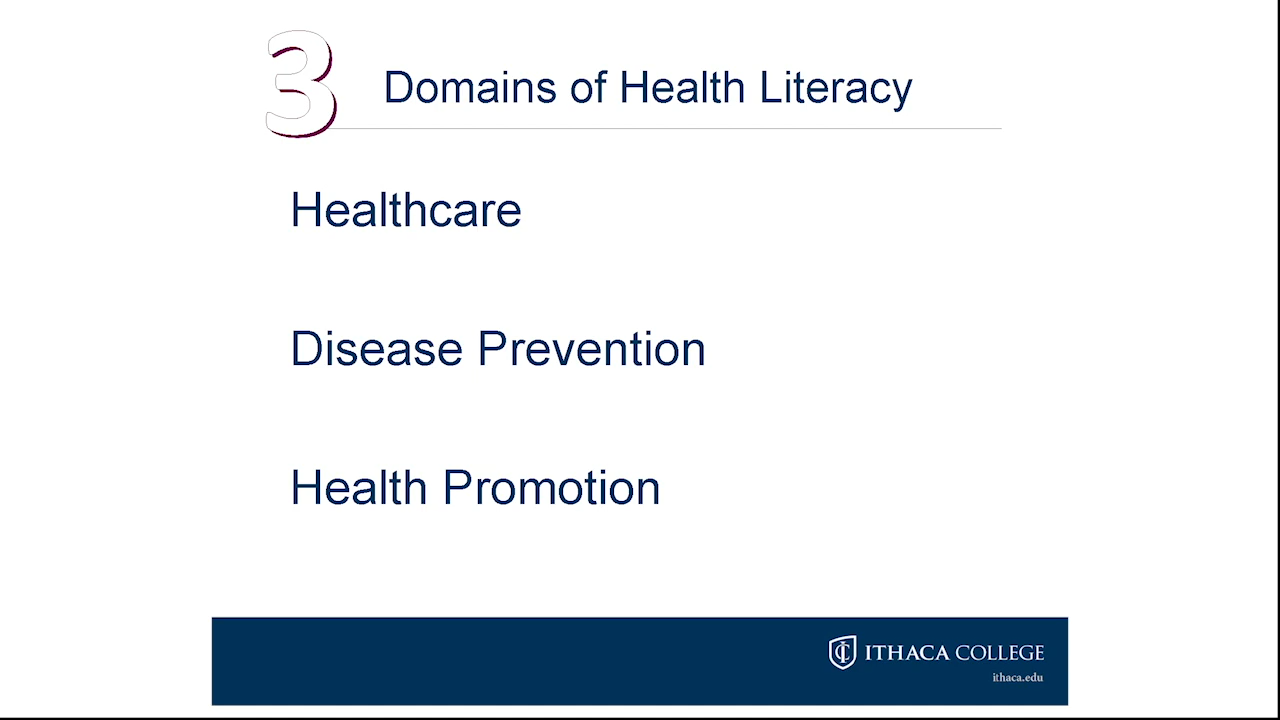 3 Domains of Health Literacy
Healthcare
Disease Prevention
Health Promotion
ITHACA COLLEGE
ithaca.edu